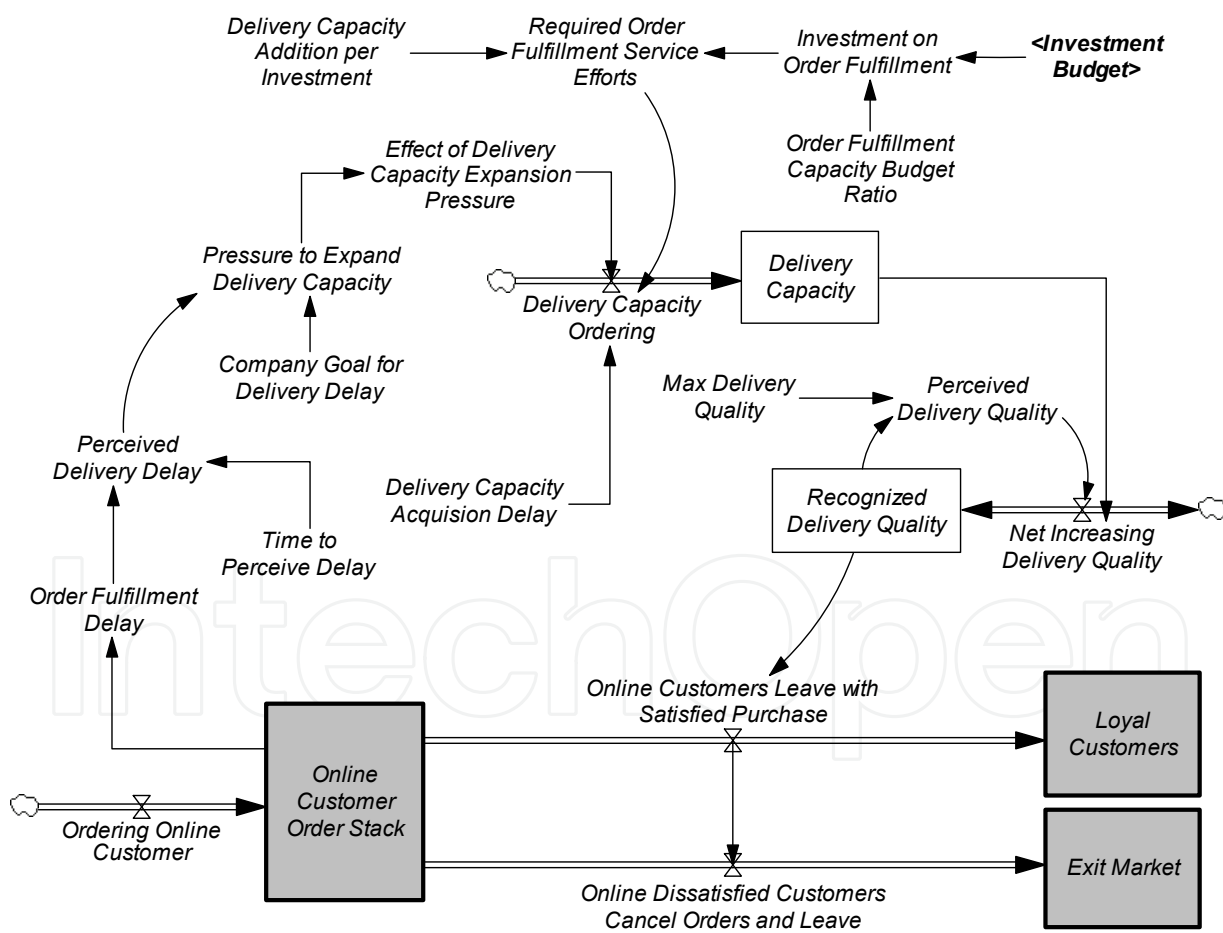 Delivery Capacity
Addition per
Investment
Required Order
Fulfillment Service
Efforts
Investment on
Order Fulfillment
<Investment
Budget>
Order Fulfillment
Capacity Budget
Ratio
Effect of Delivery
Capacity Expansion
Pressure
Pressure to Expand
Delivery Capacity
Delivery
Capacity
Delivery Capacity
Ordering
Company Goal for
Delivery Delay
Max Delivery
Quality
Perceived
Delivery Quality
Perceived
Delivery Delay
Delivery Capacity
Acquision Delay
Recognized
Delivery Quality
Net Increasing
Delivery Quality
Time to
Perceive Delay
Order Fulfillment
Delay
IntechOpen
Online Customers Leave with
Satisfied Purchase
Loyal
Customers
Online
Customer
Order Stack
Ordering Online
Customer
Exit Market
Online Dissatisfied Customers
Cancel Orders and Leave